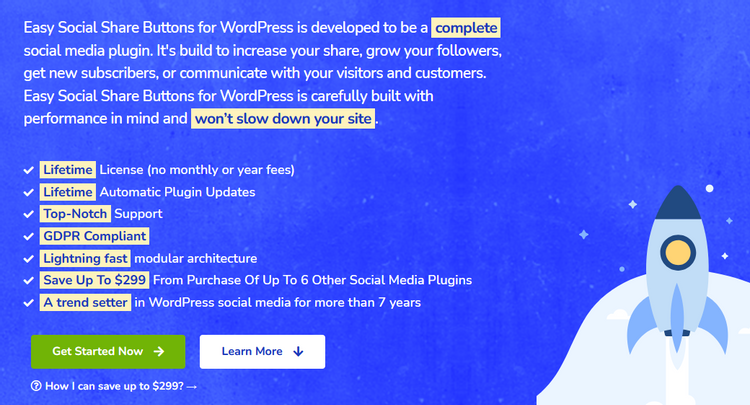 Easy Social Share Buttons for WordPress is developed to be a complete
social media plugin. It's build to increase your share, grow your followers,
get new subscribers, or communicate with your visitors and customers.
Easy Social Share Buttons for WordPress is carefully built with
performance in mind and won't slow down your site.
Lifetime License (no monthly or year fees)
Lifetime Automatic Plugin Updates
Top-Notch Support
GDPR Compliant
Lightning fast modular architecture
Save Up To $299 From Purchase Of Up To 6 Other Social Media Plugins
A trend setter in WordPress social media for more than 7 years
Get Started Now → Learn More ↓
? How I can save up to $299? →